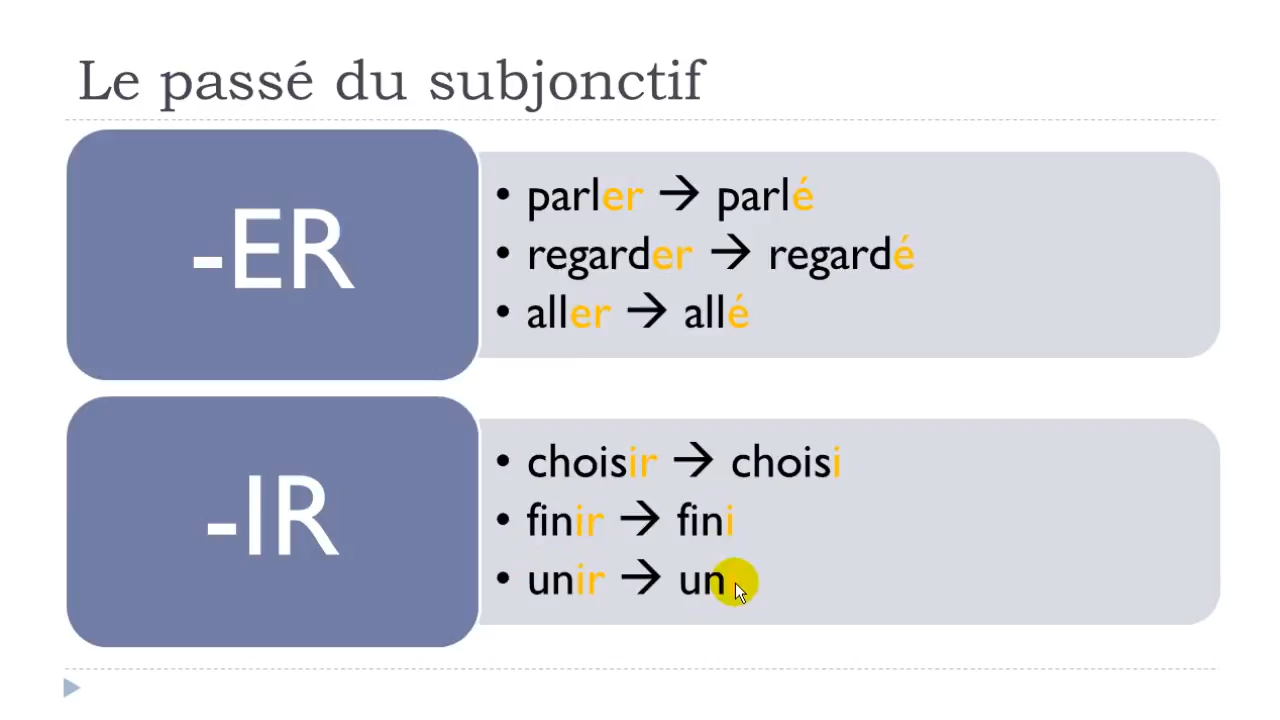 Le passé du subjonctif
-ER
• parler → parlé
• regarder → regardé
• aller → allé
-IR
• choisir → choisi
• finir → fini
• unir → un